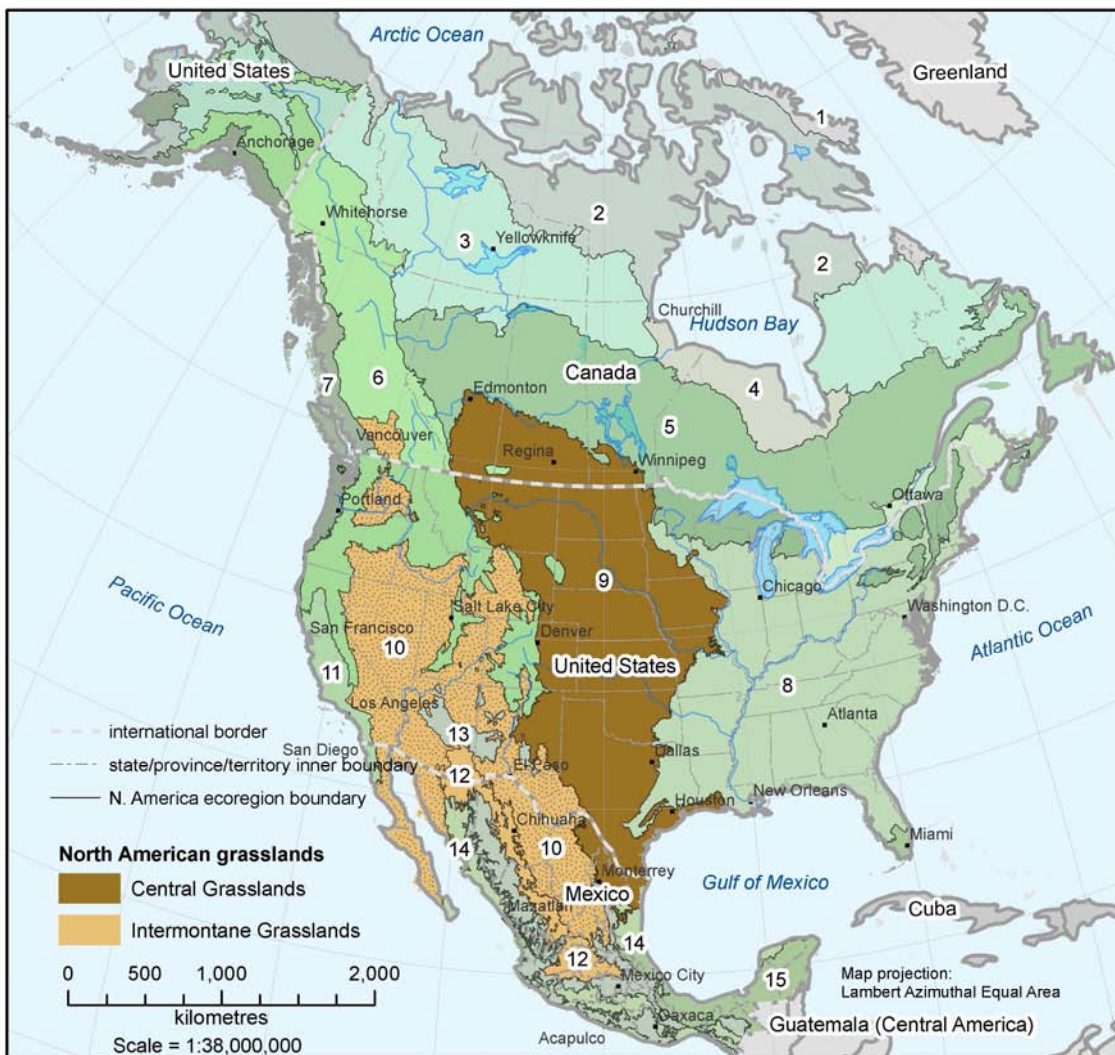 Arctic Ocean
United States
Greenland
1
Anchorage
2
Whitehorse
3
Yellowknife
2
Churchill
Hudson Bay
Canada
4
6
7
Edmonton
5
Vancouver
Regina
Winnipeg
Portland
Ottawa
9
Chicago
Pacific Ocean
Salt Lake City
Washington D.C.
San Francisco
10
Denver
Atlantic Ocean
United States
11
8
Los Angeles
Atlanta
international border
13
San Diego
Dallas
state/province/territory inner boundary
12
El Paso
N. America ecoregion boundary
New Orleans
Houston
Chihuaha
14
10
Miami
North American grasslands
Monterrey
Gulf of Mexico
Central Grasslands
Mexico
Mazatlan
Cuba
Intermontane Grasslands
14
12
0 500 1,000 2,000
Mexico City
15
Map projection:
Lambert Azimuthal Equal Area
kilometres
Oaxaca
Guatemala (Central America)
Acapulco
Scale = 1:38,000,000